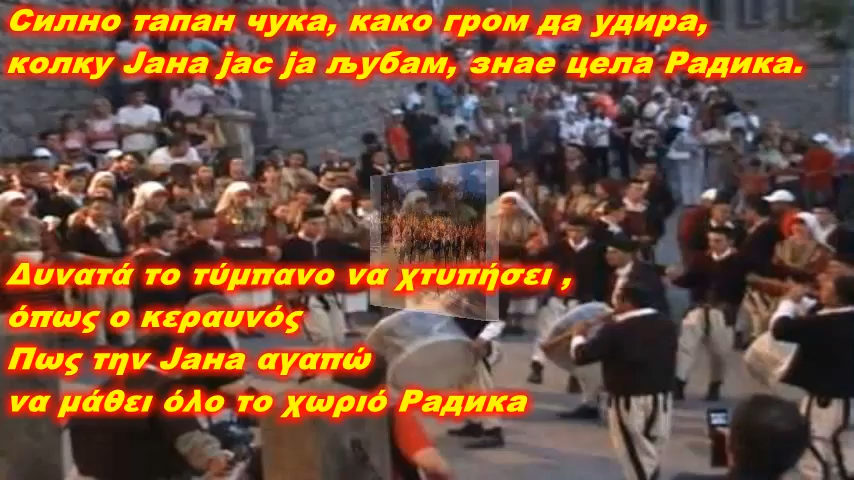 Силно тапан чука, како гром да удира,
колку Јана јас ја љубам, знае цела Радика.
Δυνατά το τύμπανο να χτυπήσει ,
όπως ο κεραυνός
Πως την Јана αγαπώ
να μάθει όλο το χωριό Радика